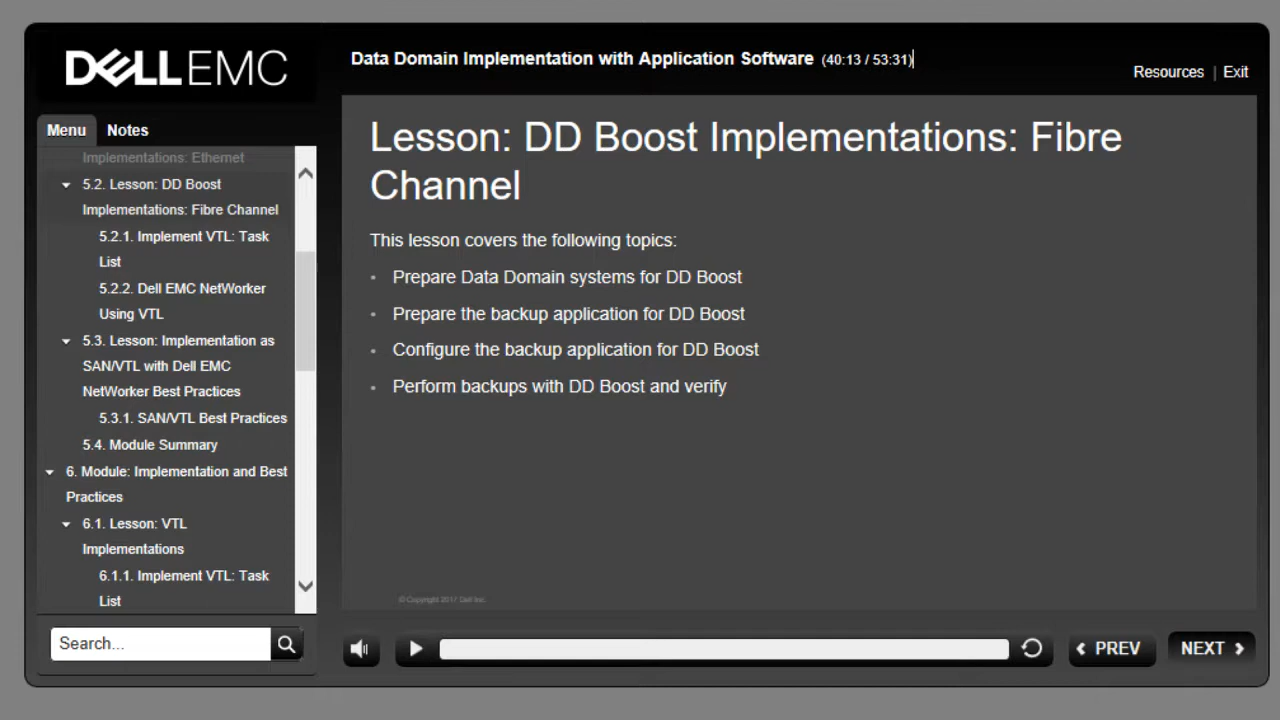 DELL EMC
Data Domain Implementation with Application Software (40:13 / 53:31)
Resources | Exit
Menu Notes
Implementations: Ethernet
5.2. Lesson: DD Boost
Implementations: Fibre Channel
5.2.1. Implement VTL: Task
List
5.2.2. Dell EMC NetWorker
Using VTL
5.3. Lesson: Implementation as
SAN/VTL with Dell EMC
NetWorker Best Practices
5.3.1. SAN/VTL Best Practices
5.4. Module Summary
6. Module: Implementation and Best
Practices
6.1. Lesson: VTL
Implementations
6.1.1. Implement VTL: Task
List
Search...
Lesson: DD Boost Implementations: Fibre
Channel
This lesson covers the following topics:
• Prepare Data Domain systems for DD Boost
• Prepare the backup application for DD Boost
• Configure the backup application for DD Boost
• Perform backups with DD Boost and verify
© Copyright 2017 Dell Inc.
PREV
NEXT